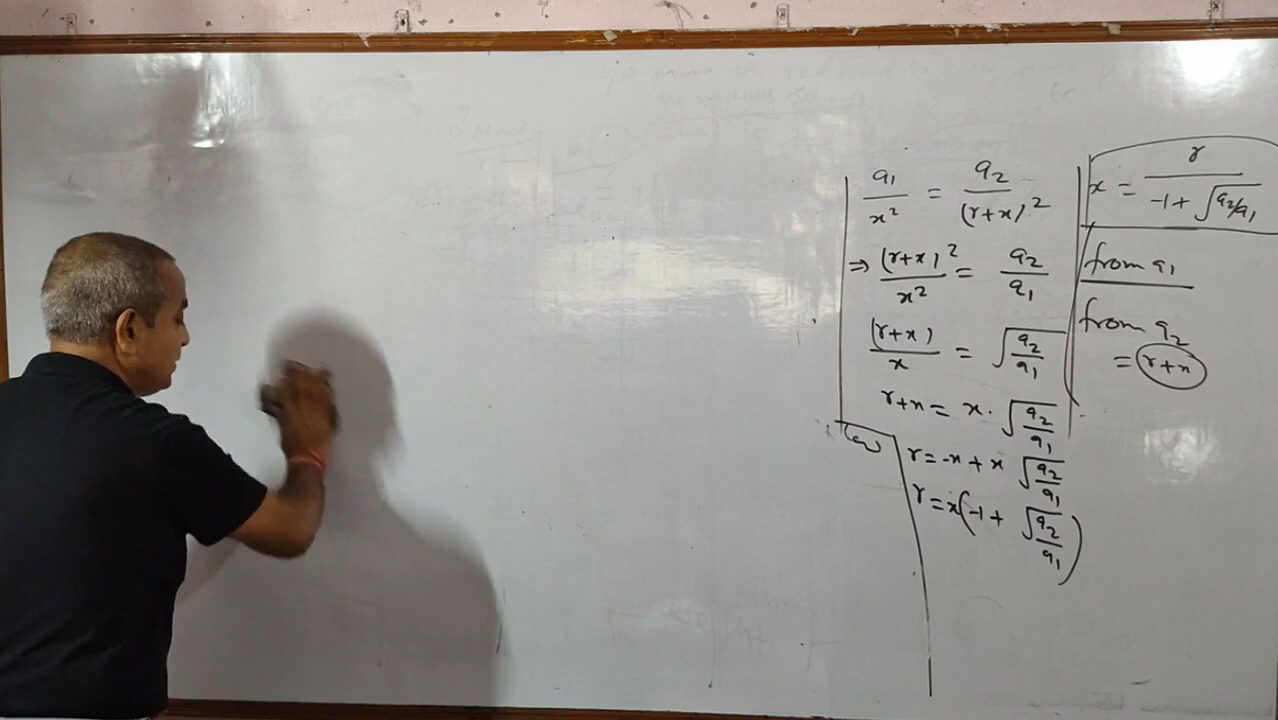 q₁/x² = q₂/(r+x)²
⇒ (r+x)²/x² = q₂/q₁
(r+x)/x = √(q₂/q₁)
r+x = x·√(q₂/q₁)
r = -x + x √(q₂/q₁)
r = x(-1 + √(q₂/q₁))
x = r/(-1 + √(q₂/q₁))
from q₁
from q₂
= r+x